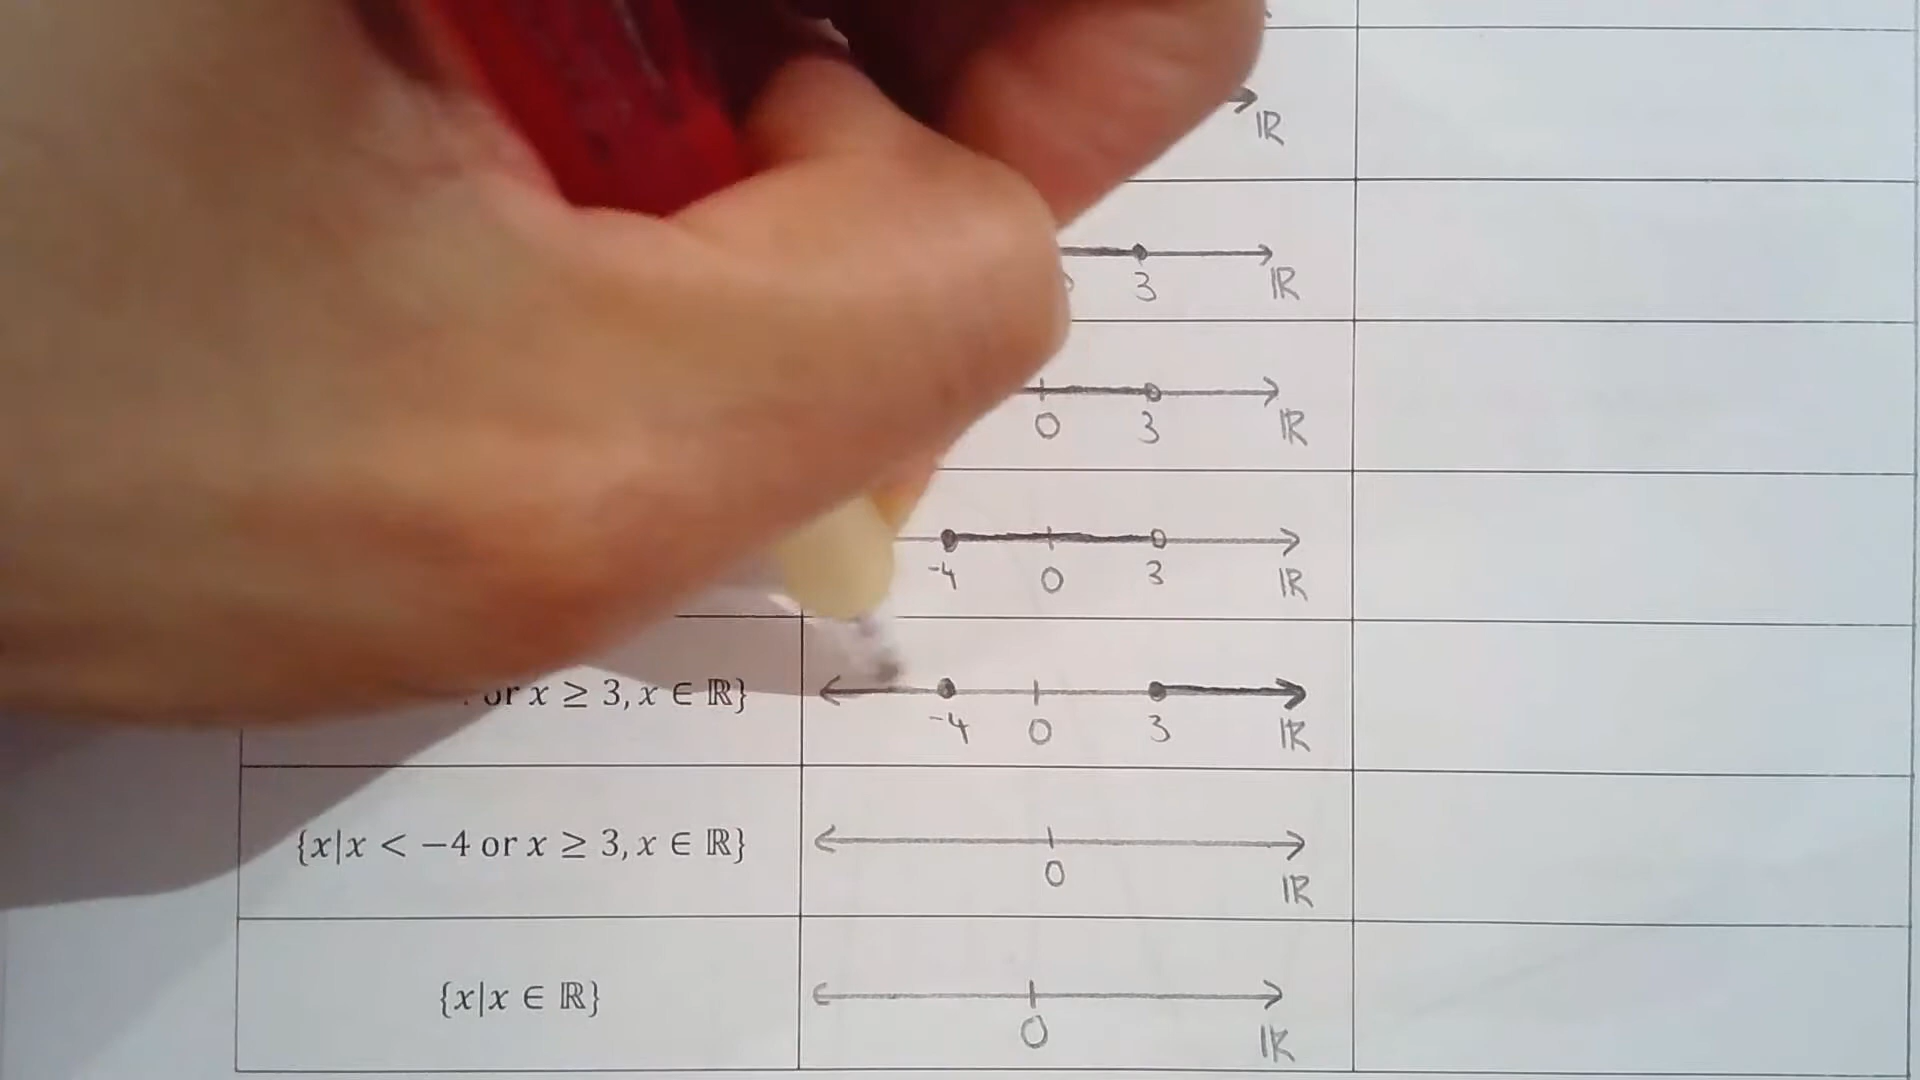 ℝ
3 ℝ
0 3 ℝ
-4 0 3 ℝ
or x ≥ 3, x ∈ ℝ}
-4 0 3 ℝ
{x|x < −4 or x ≥ 3, x ∈ ℝ}
0 ℝ
{x|x ∈ ℝ}
0 ℝ